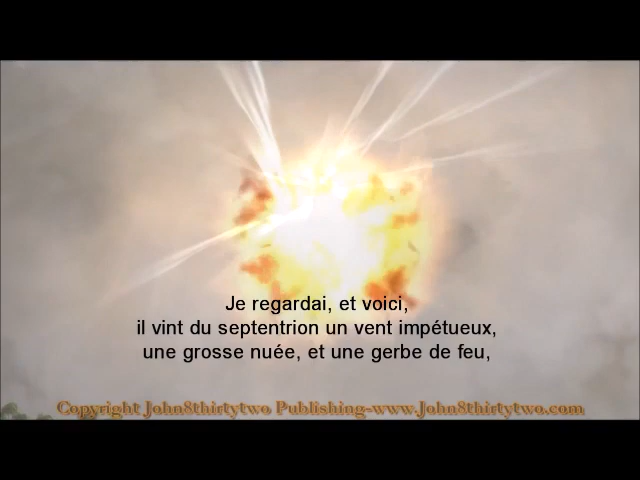 Je regardai, et voici,
il vint du septentrion un vent impétueux,
une grosse nuée, et une gerbe de feu,
Copyright John8thirtytwo Publishing-www.John8thirtytwo.com